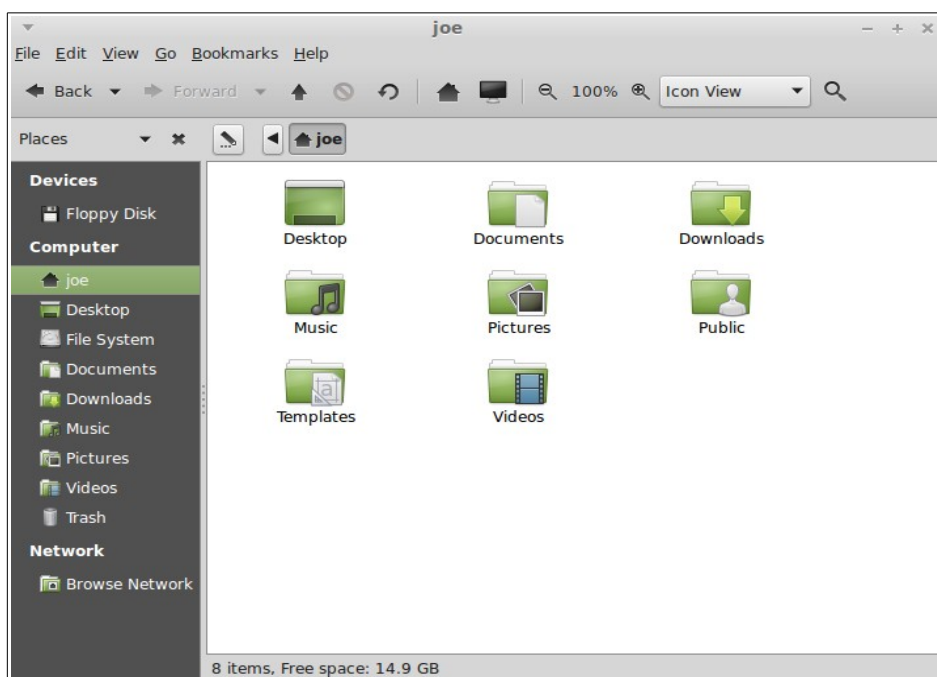 joe
File Edit View Go Bookmarks Help
Back Forward 100% Icon View
Places joe
Devices
Floppy Disk
Computer
joe
Desktop
File System
Documents
Downloads
Music
Pictures
Videos
Trash
Network
Browse Network
Desktop Documents Downloads
Music Pictures Public
Templates Videos
8 items, Free space: 14.9 GB